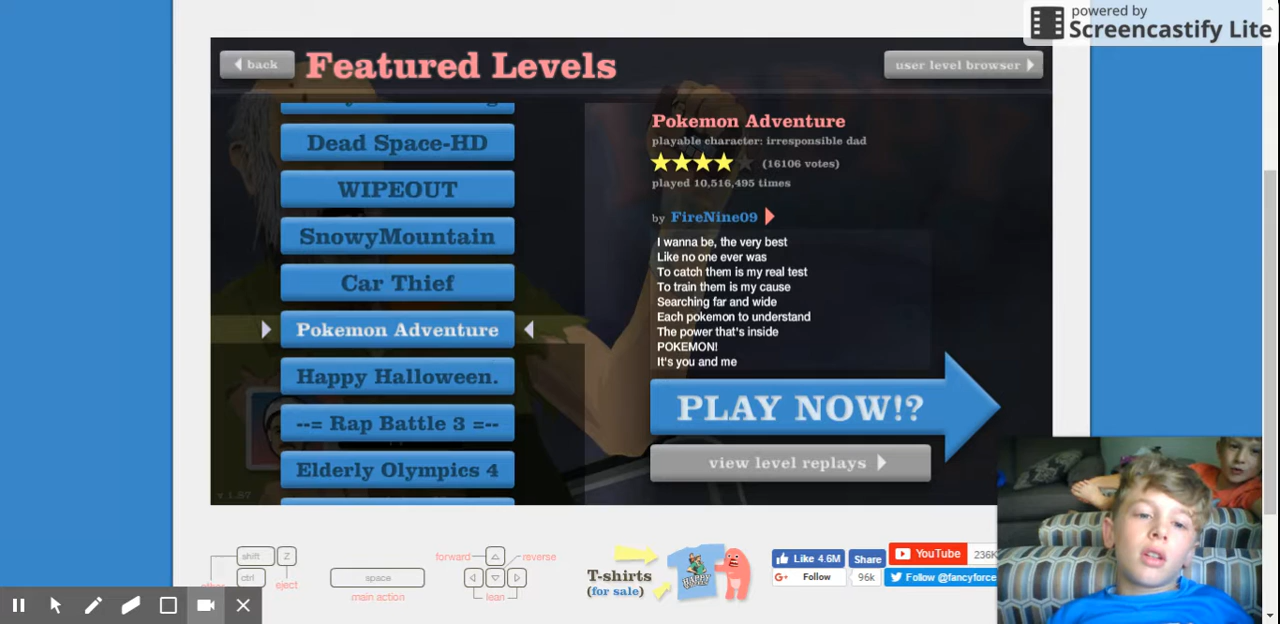 powered by
Screencastify Lite
back
Featured Levels
user level browser
Dead Space-HD
WIPEOUT
SnowyMountain
Car Thief
Pokemon Adventure
Happy Halloween.
--= Rap Battle 3 =--
Elderly Olympics 4
v 1.87
Pokemon Adventure
playable character: irresponsible dad
(16106 votes)
played 10,516,495 times
by FireNine09
I wanna be, the very best
Like no one ever was
To catch them is my real test
To train them is my cause
Searching far and wide
Each pokemon to understand
The power that's inside
POKEMON!
It's you and me
PLAY NOW!?
view level replays
shift
Z
ctrl
eject
space
main action
forward
reverse
lean
T-shirts
(for sale)
HAPPY
Like 4.6M
Share
YouTube
236K
G+ Follow
96k
Follow @fancyforce